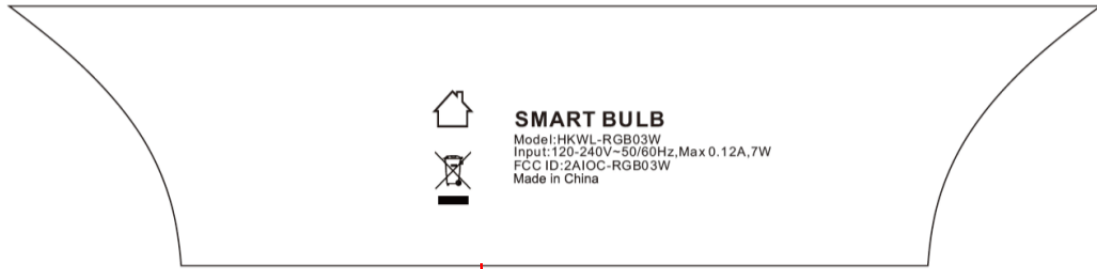 SMART BULB
Model:HKWL-RGB03W
Input:120-240V~50/60Hz,Max 0.12A,7W
FCC ID:2AIOC-RGB03W
Made in China